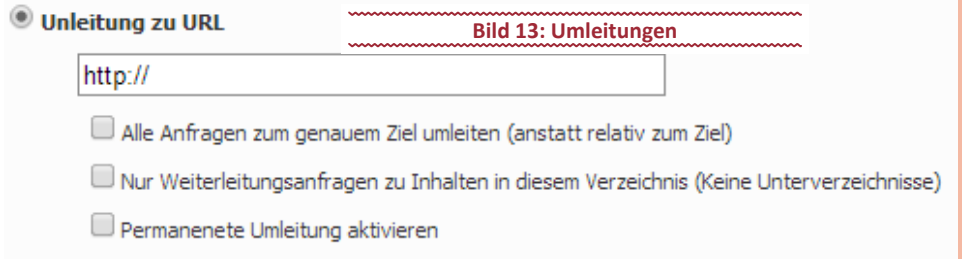 Unleitung zu URL
Bild 13: Umleitungen
http://
Alle Anfragen zum genauem Ziel umleiten (anstatt relativ zum Ziel)
Nur Weiterleitungsanfragen zu Inhalten in diesem Verzeichnis (Keine Unterverzeichnisse)
Permanenete Umleitung aktivieren